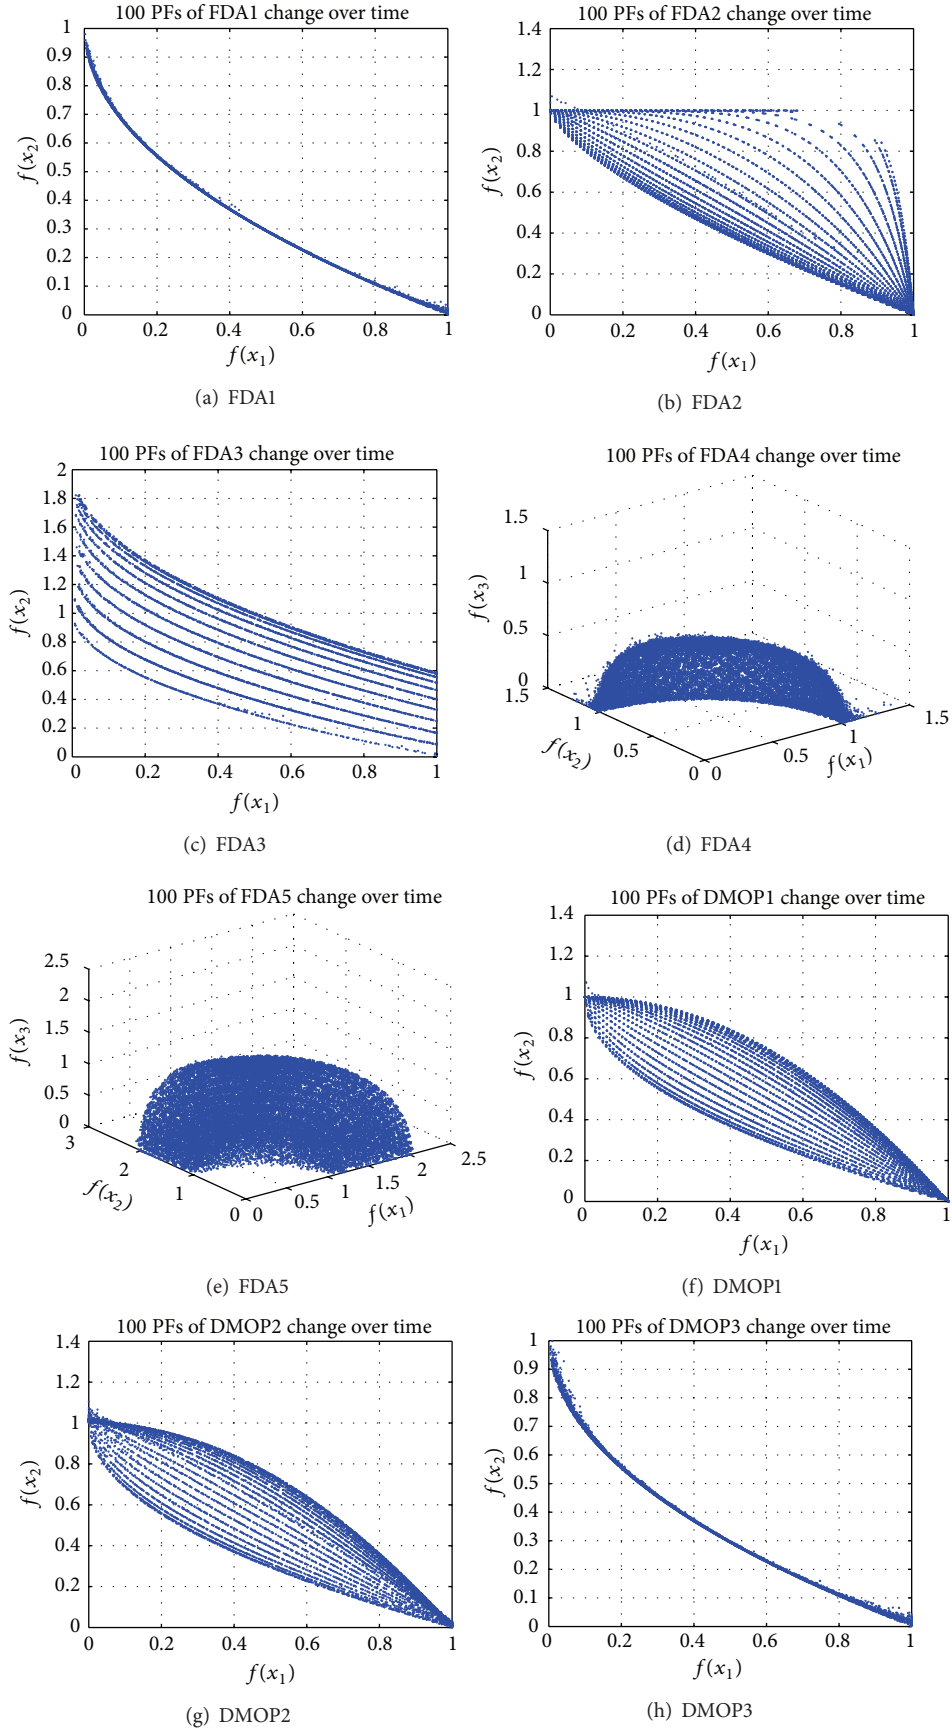 100 PFs of FDA1 change over time
1
0.9
0.8
0.7
0.6
0.5
0.4
0.3
0.2
0.1
0
f(x2)
0 0.2 0.4 0.6 0.8 1
f(x1)
(a) FDA1
100 PFs of FDA2 change over time
1.4
1.2
1
0.8
0.6
0.4
0.2
0
f(x2)
0 0.2 0.4 0.6 0.8 1
f(x1)
(b) FDA2
100 PFs of FDA3 change over time
2
1.8
1.6
1.4
1.2
1
0.8
0.6
0.4
0.2
0
f(x2)
0 0.2 0.4 0.6 0.8 1
f(x1)
(c) FDA3
100 PFs of FDA4 change over time
1.5
1
0.5
0
f(x3)
1.5
1
0.5
0
f(x2)
0 0.5 1 1.5
f(x1)
(d) FDA4
100 PFs of FDA5 change over time
2.5
2
1.5
1
0.5
0
f(x3)
3
2
1
0
f(x2)
0 0.5 1 1.5 2 2.5
f(x1)
(e) FDA5
100 PFs of DMOP1 change over time
1.4
1.2
1
0.8
0.6
0.4
0.2
0
f(x2)
0 0.2 0.4 0.6 0.8 1
f(x1)
(f) DMOP1
100 PFs of DMOP2 change over time
1.4
1.2
1
0.8
0.6
0.4
0.2
0
f(x2)
0 0.2 0.4 0.6 0.8 1
f(x1)
(g) DMOP2
100 PFs of DMOP3 change over time
1
0.9
0.8
0.7
0.6
0.5
0.4
0.3
0.2
0.1
0
f(x2)
0 0.2 0.4 0.6 0.8 1
f(x1)
(h) DMOP3